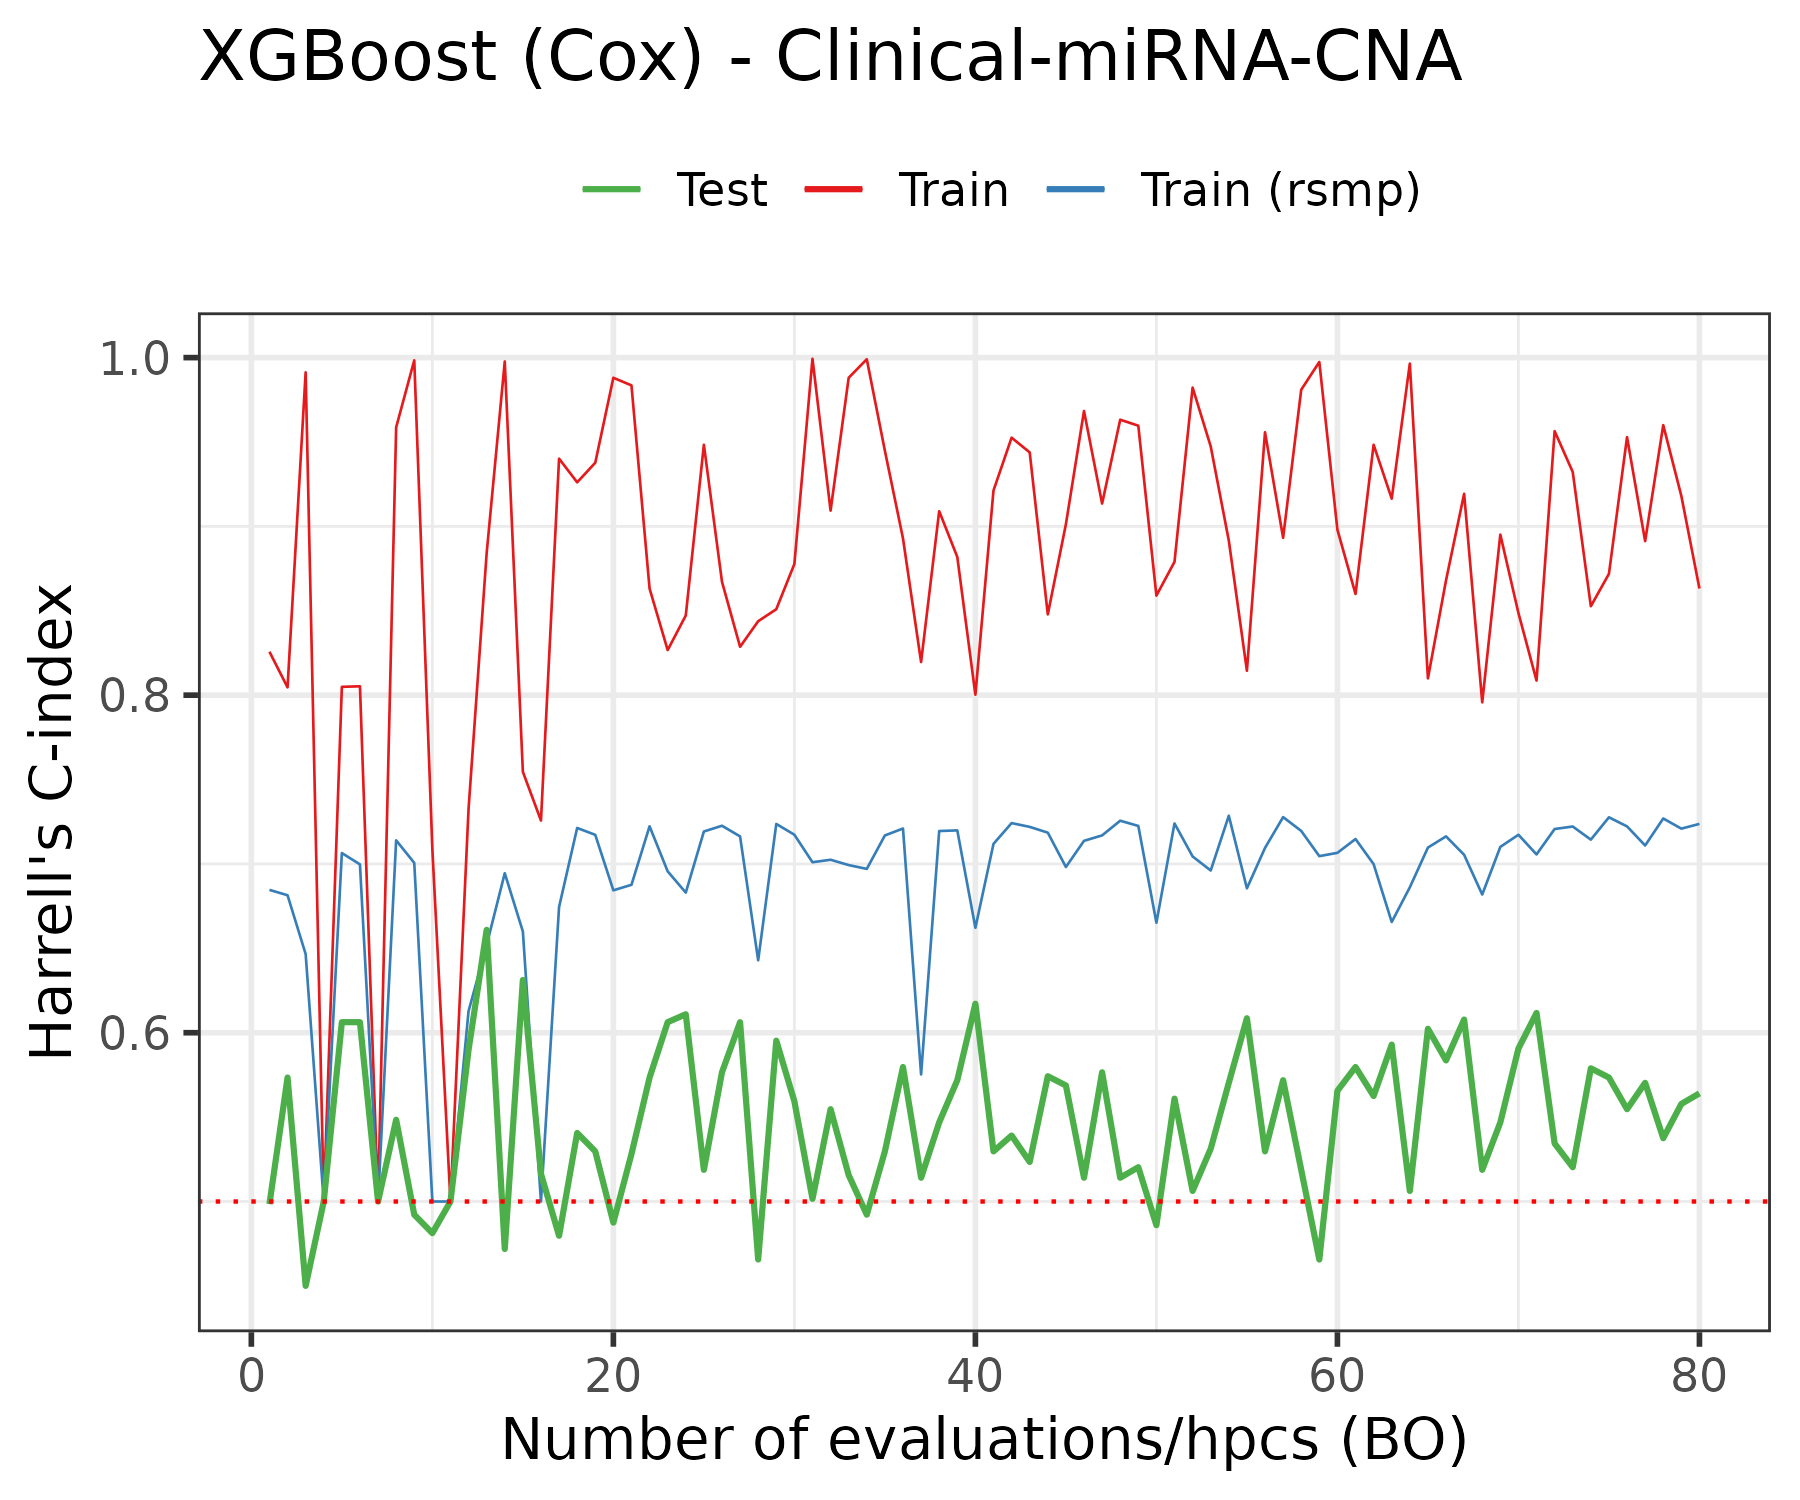 XGBoost (Cox) - Clinical-miRNA-CNA
Test Train Train (rsmp)
Harrell's C-index
1.0
0.8
0.6
0 20 40 60 80
Number of evaluations/hpcs (BO)